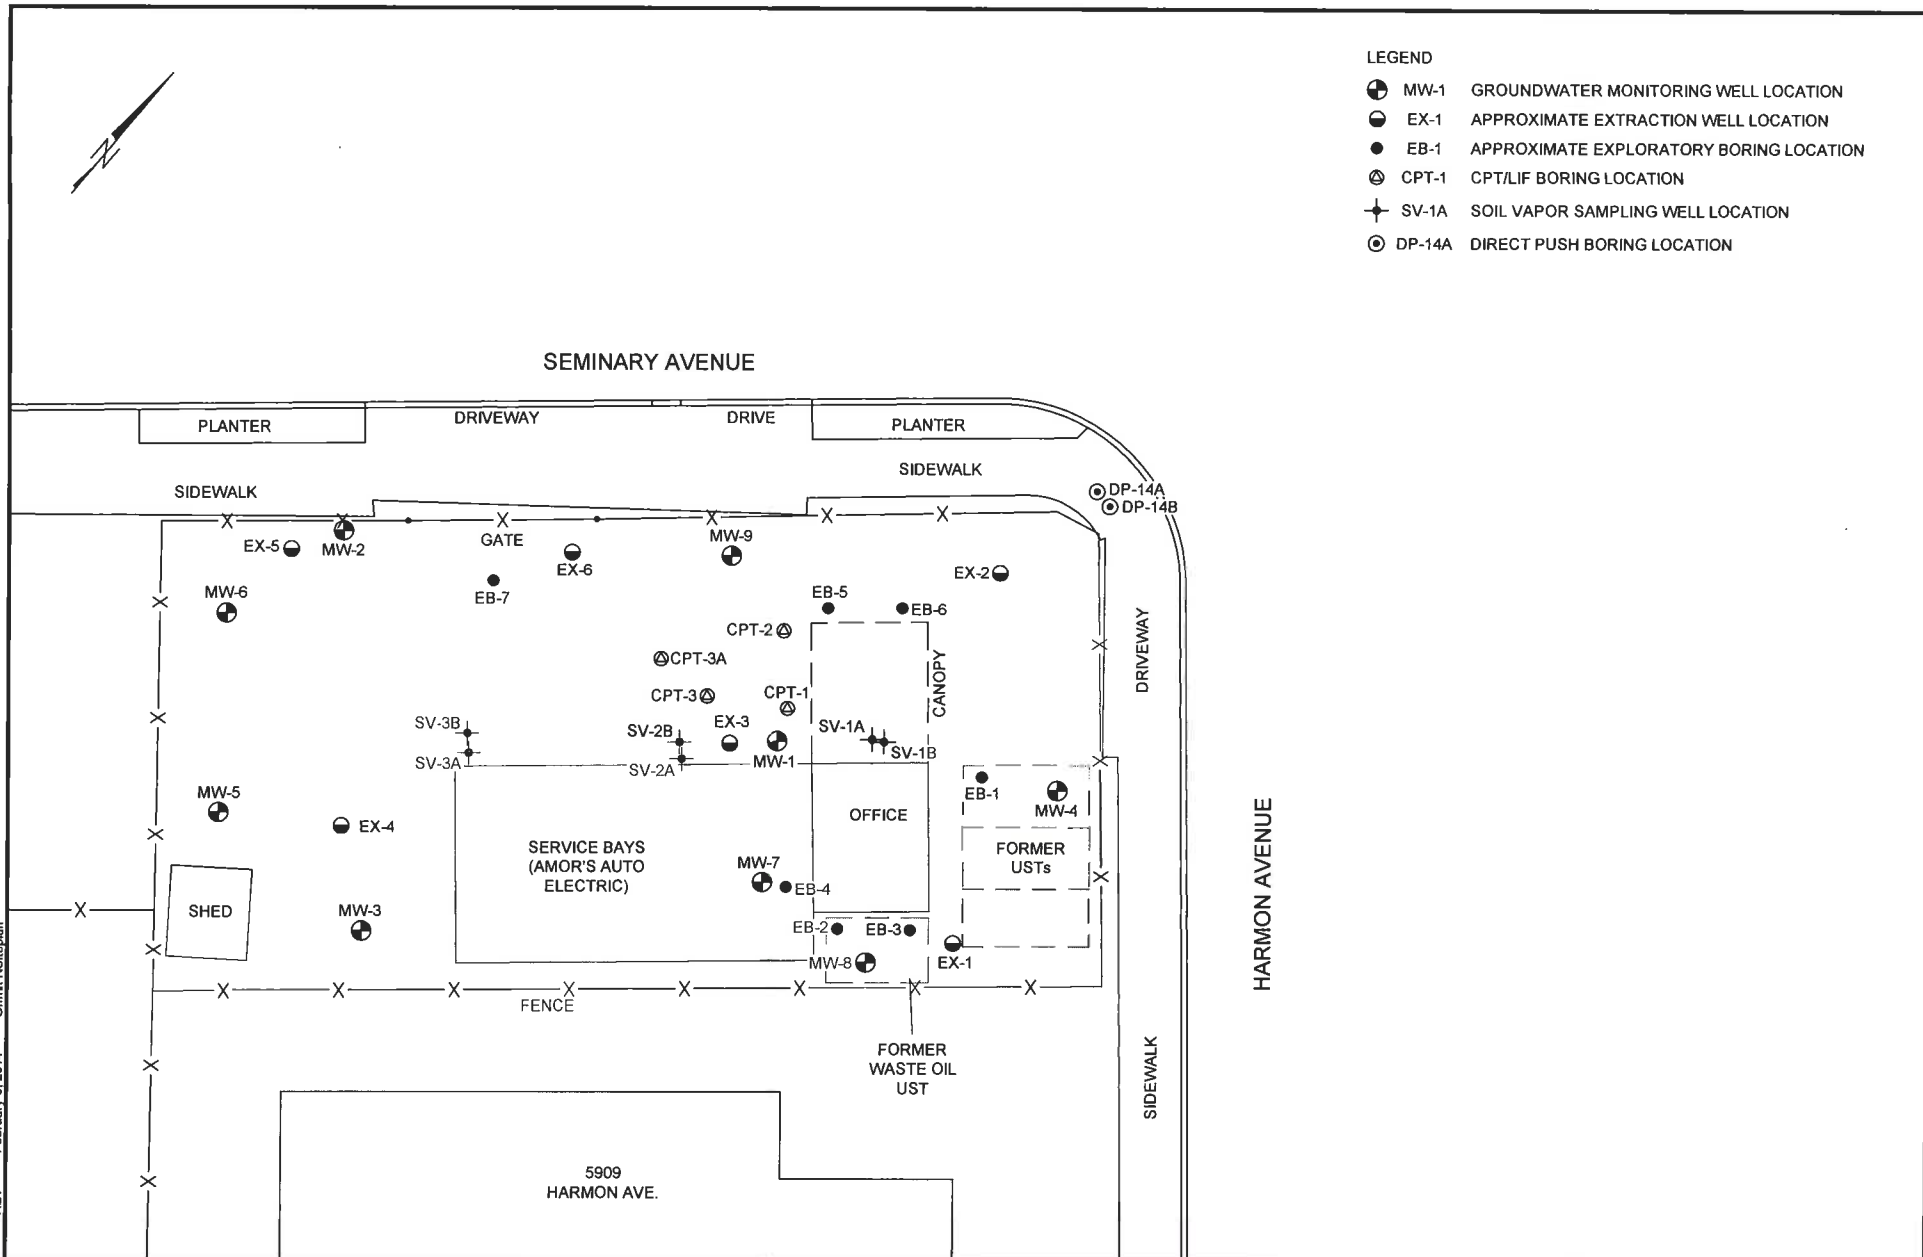 LEGEND
MW-1 GROUNDWATER MONITORING WELL LOCATION
EX-1 APPROXIMATE EXTRACTION WELL LOCATION
EB-1 APPROXIMATE EXPLORATORY BORING LOCATION
CPT-1 CPT/LIF BORING LOCATION
SV-1A SOIL VAPOR SAMPLING WELL LOCATION
DP-14A DIRECT PUSH BORING LOCATION
N
SEMINARY AVENUE
PLANTER
DRIVEWAY
DRIVE
PLANTER
SIDEWALK
SIDEWALK
DP-14A
DP-14B
EX-5
MW-2
GATE
EX-6
MW-9
EX-2
MW-6
EB-7
EB-5
EB-6
CPT-2
CPT-3A
CANOPY
DRIVEWAY
CPT-3
CPT-1
SV-3B
SV-2B
EX-3
SV-1A
SV-1B
SV-3A
SV-2A
MW-1
MW-5
EX-4
EB-1
MW-4
OFFICE
SERVICE BAYS
(AMOR'S AUTO
ELECTRIC)
FORMER
USTs
MW-7
EB-4
HARMON AVENUE
SHED
MW-3
EB-2
EB-3
MW-8
EX-1
FENCE
FORMER
WASTE OIL
UST
SIDEWALK
5909
HARMON AVE.